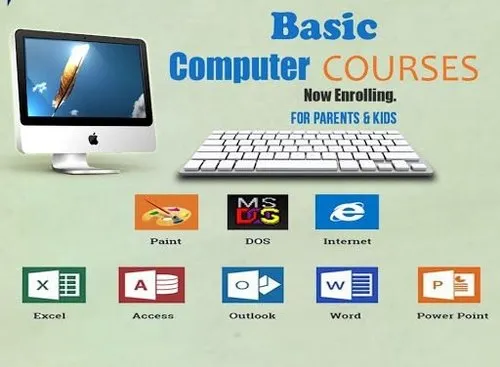 Basic
Computer COURSES
Now Enrolling.
FOR PARENTS & KIDS
MS
DOS
Paint DOS Internet
X A O W P
Excel Access Outlook Word Power Point